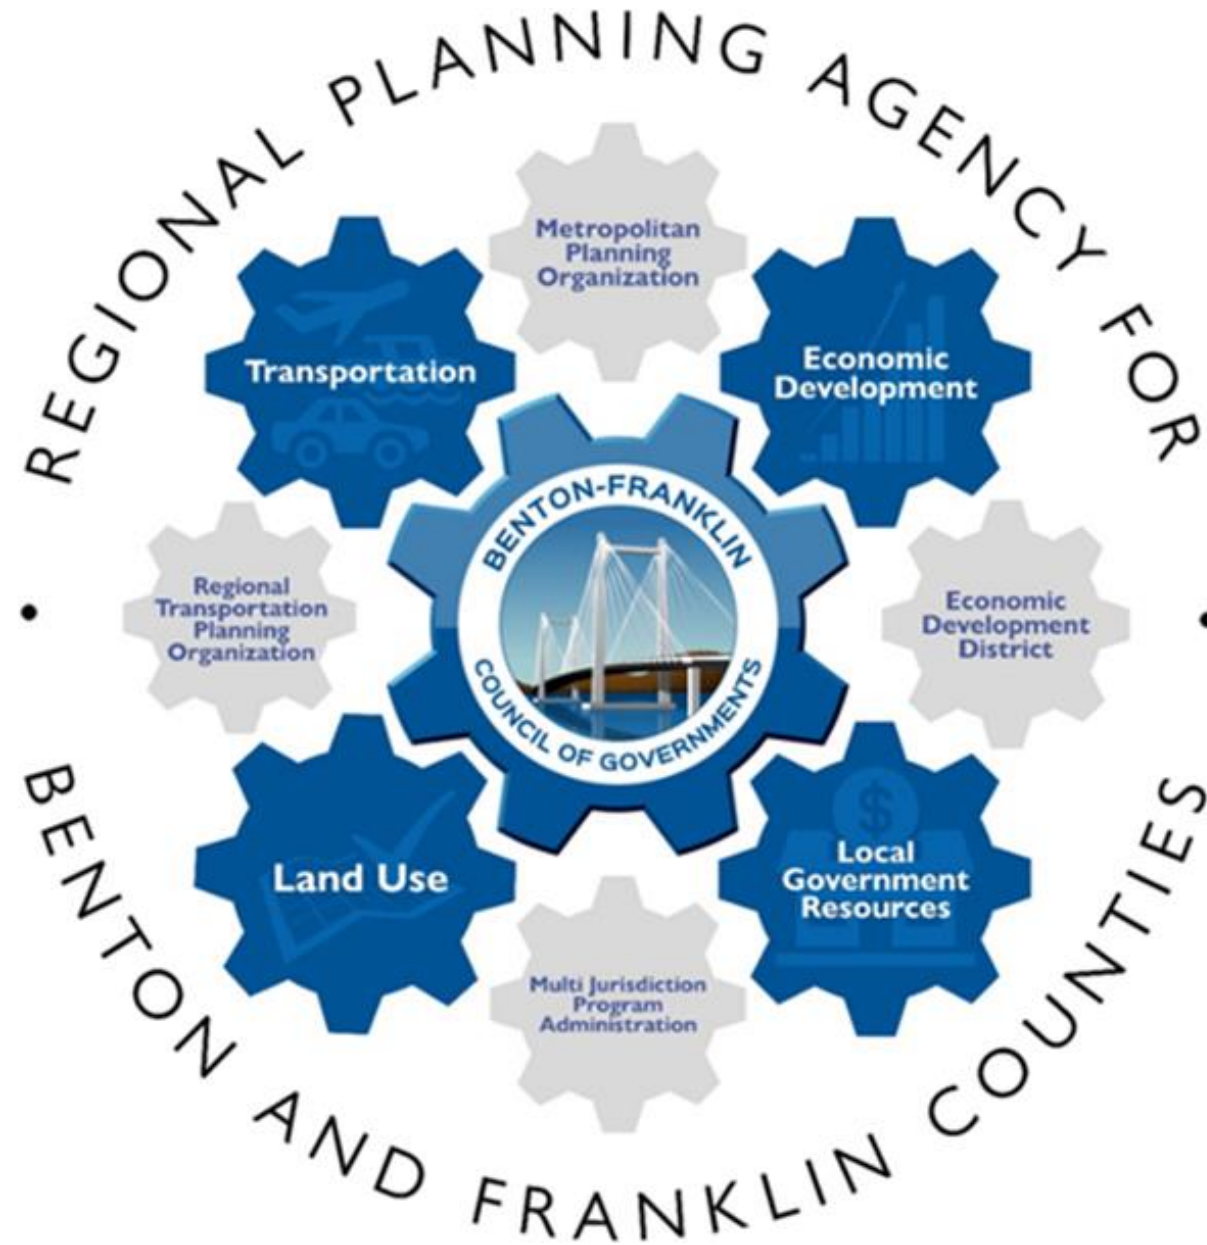 REGIONAL PLANNING AGENCY FOR
Metropolitan
Planning
Organization
Transportation
Economic
Development
BENTON-FRANKLIN
COUNCIL OF GOVERNMENTS
Regional
Transportation
Planning
Organization
Economic
Development
District
Land Use
$
Local
Government
Resources
Multi Jurisdiction
Program
Administration
BENTON AND FRANKLIN COUNTIES